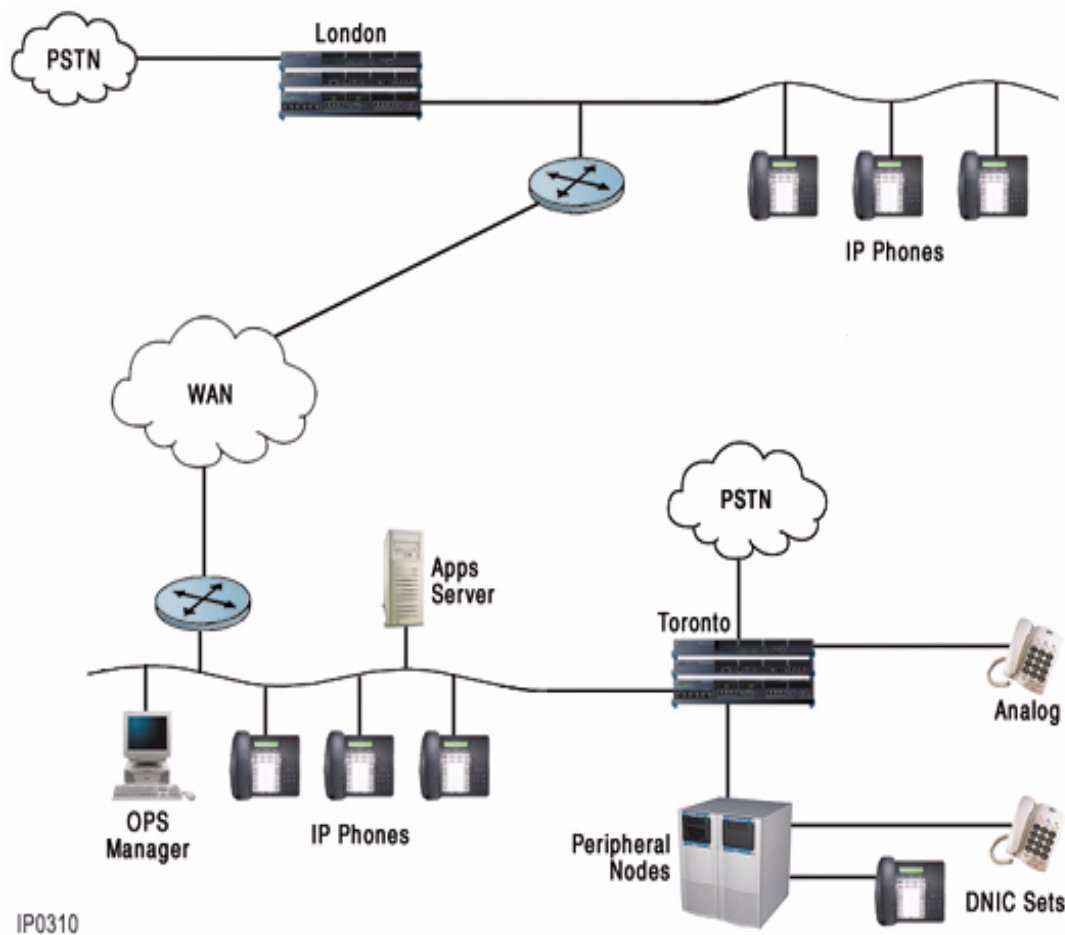 London
PSTN
IP Phones
WAN
PSTN
Apps
Server
Toronto
Analog
OPS
Manager
IP Phones
Peripheral
Nodes
DNIC Sets
IP0310